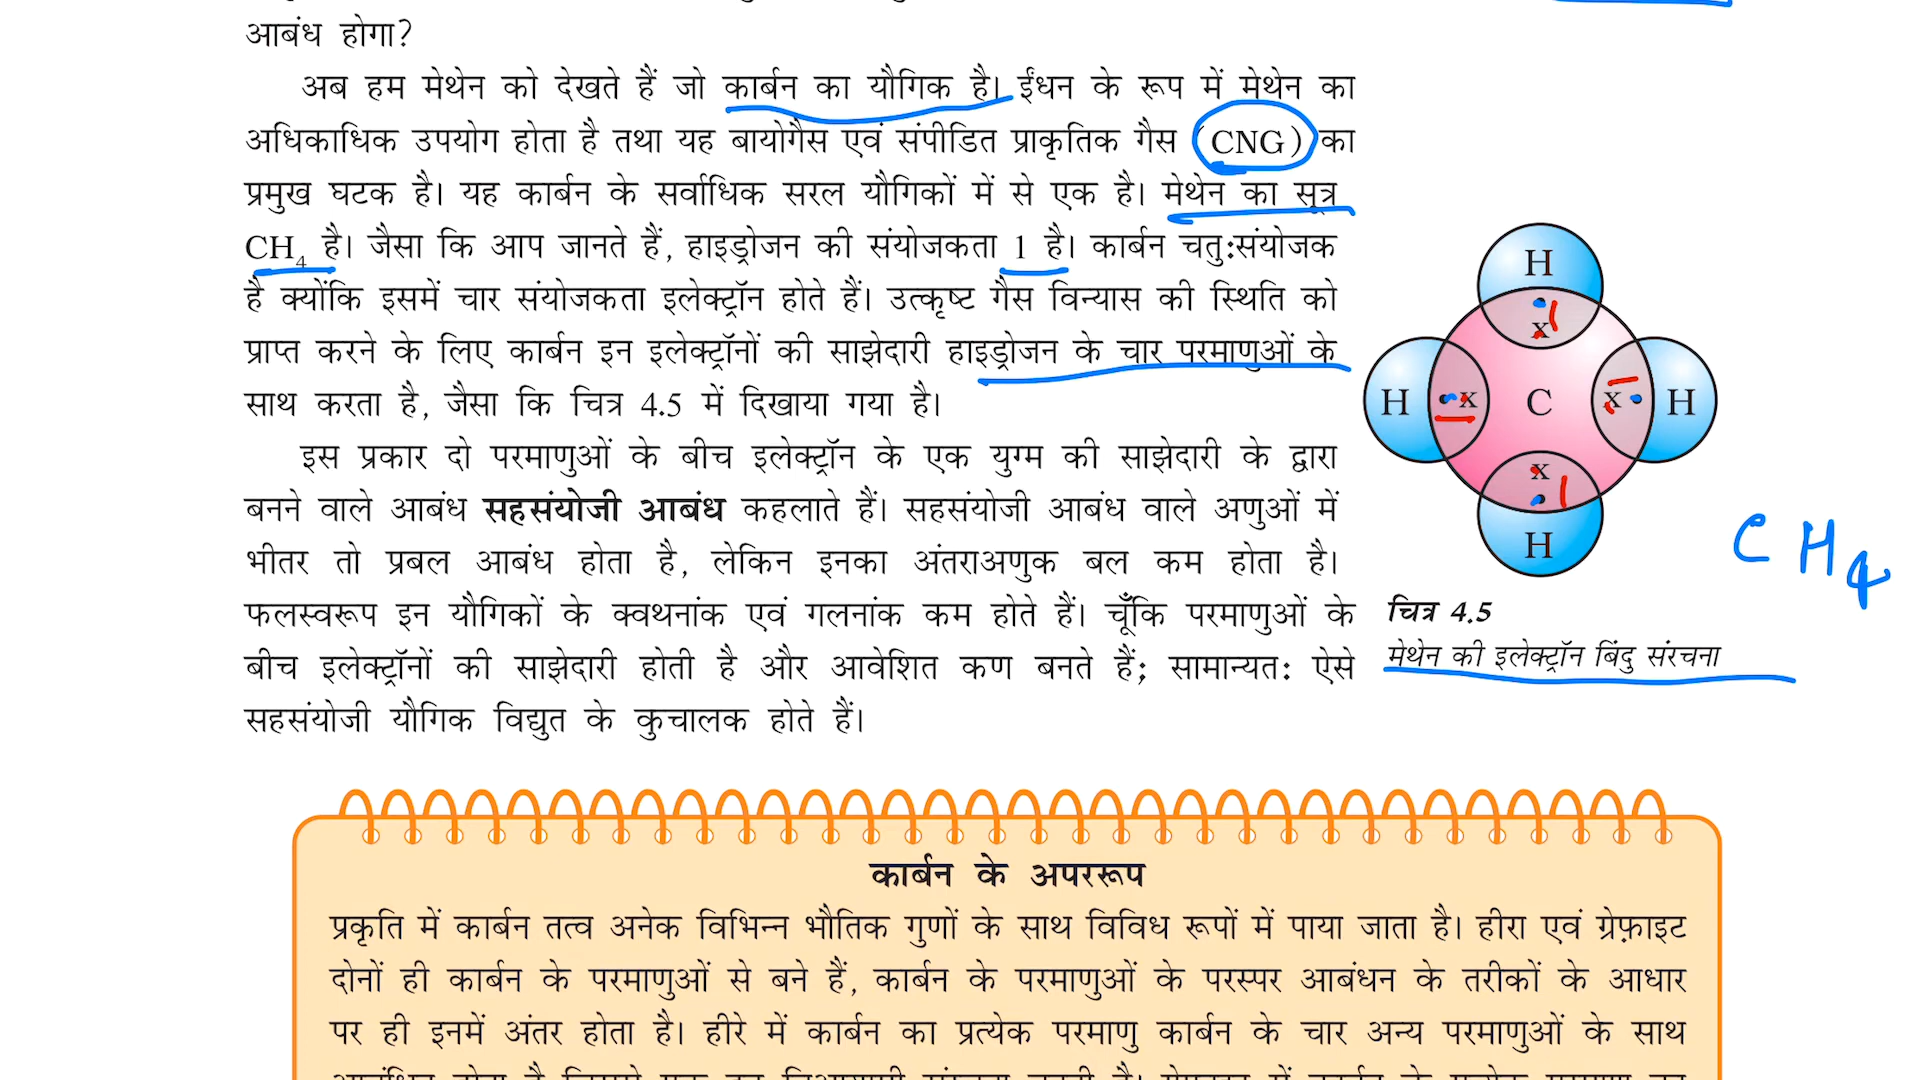 आबंध होगा?
अब हम मेथेन को देखते हैं जो कार्बन का यौगिक है। ईंधन के रूप में मेथेन का
अधिकाधिक उपयोग होता है तथा यह बायोगैस एवं संपीडित प्राकृतिक गैस (CNG) का
प्रमुख घटक है। यह कार्बन के सर्वाधिक सरल यौगिकों में से एक है। मेथेन का सूत्र
CH₄ है। जैसा कि आप जानते हैं, हाइड्रोजन की संयोजकता 1 है। कार्बन चतु:संयोजक
है क्योंकि इसमें चार संयोजकता इलेक्ट्रॉन होते हैं। उत्कृष्ट गैस विन्यास की स्थिति को
प्राप्त करने के लिए कार्बन इन इलेक्ट्रॉनों की साझेदारी हाइड्रोजन के चार परमाणुओं के
साथ करता है, जैसा कि चित्र 4.5 में दिखाया गया है।
इस प्रकार दो परमाणुओं के बीच इलेक्ट्रॉन के एक युग्म की साझेदारी के द्वारा
बनने वाले आबंध सहसंयोजी आबंध कहलाते हैं। सहसंयोजी आबंध वाले अणुओं में
भीतर तो प्रबल आबंध होता है, लेकिन इनका अंतराअणुक बल कम होता है।
फलस्वरूप इन यौगिकों के क्वथनांक एवं गलनांक कम होते हैं। चूँकि परमाणुओं के
बीच इलेक्ट्रॉनों की साझेदारी होती है और आवेशित कण बनते हैं; सामान्यत: ऐसे
सहसंयोजी यौगिक विद्युत के कुचालक होते हैं।
H
x
H x C x H
x
H
CH₄
चित्र 4.5
मेथेन की इलेक्ट्रॉन बिंदु संरचना
कार्बन के अपररूप
प्रकृति में कार्बन तत्व अनेक विभिन्न भौतिक गुणों के साथ विविध रूपों में पाया जाता है। हीरा एवं ग्रेफ़ाइट
दोनों ही कार्बन के परमाणुओं से बने हैं, कार्बन के परमाणुओं के परस्पर आबंधन के तरीकों के आधार
पर ही इनमें अंतर होता है। हीरे में कार्बन का प्रत्येक परमाणु कार्बन के चार अन्य परमाणुओं के साथ